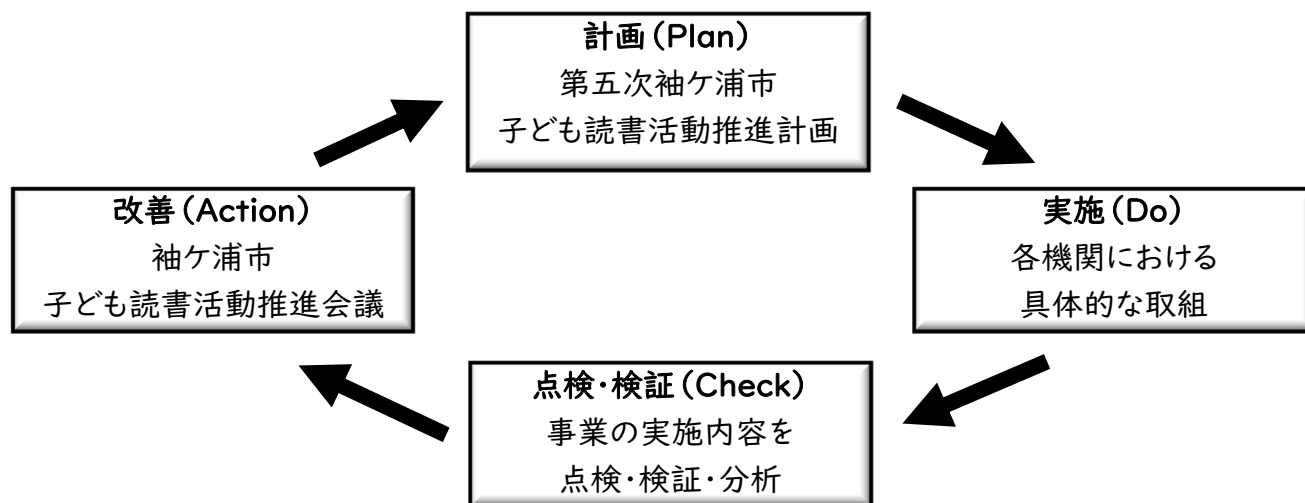 計画(Plan)
第五次袖ケ浦市
子ども読書活動推進計画
改善(Action)
袖ケ浦市
子ども読書活動推進会議
実施(Do)
各機関における
具体的な取組
点検・検証(Check)
事業の実施内容を
点検・検証・分析